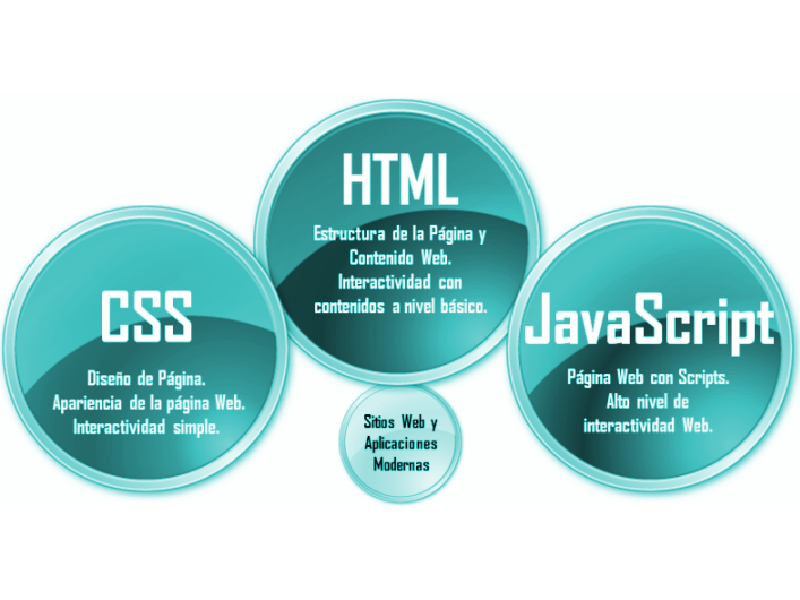 HTML
Estructura de la Página y
Contenido Web.
Interactividad con
contenidos a nivel básico.
CSS
Diseño de Página.
Apariencia de la página Web.
Interactividad simple.
JavaScript
Página Web con Scripts.
Alto nivel de
interactividad Web.
Sitios Web y
Aplicaciones
Modernas